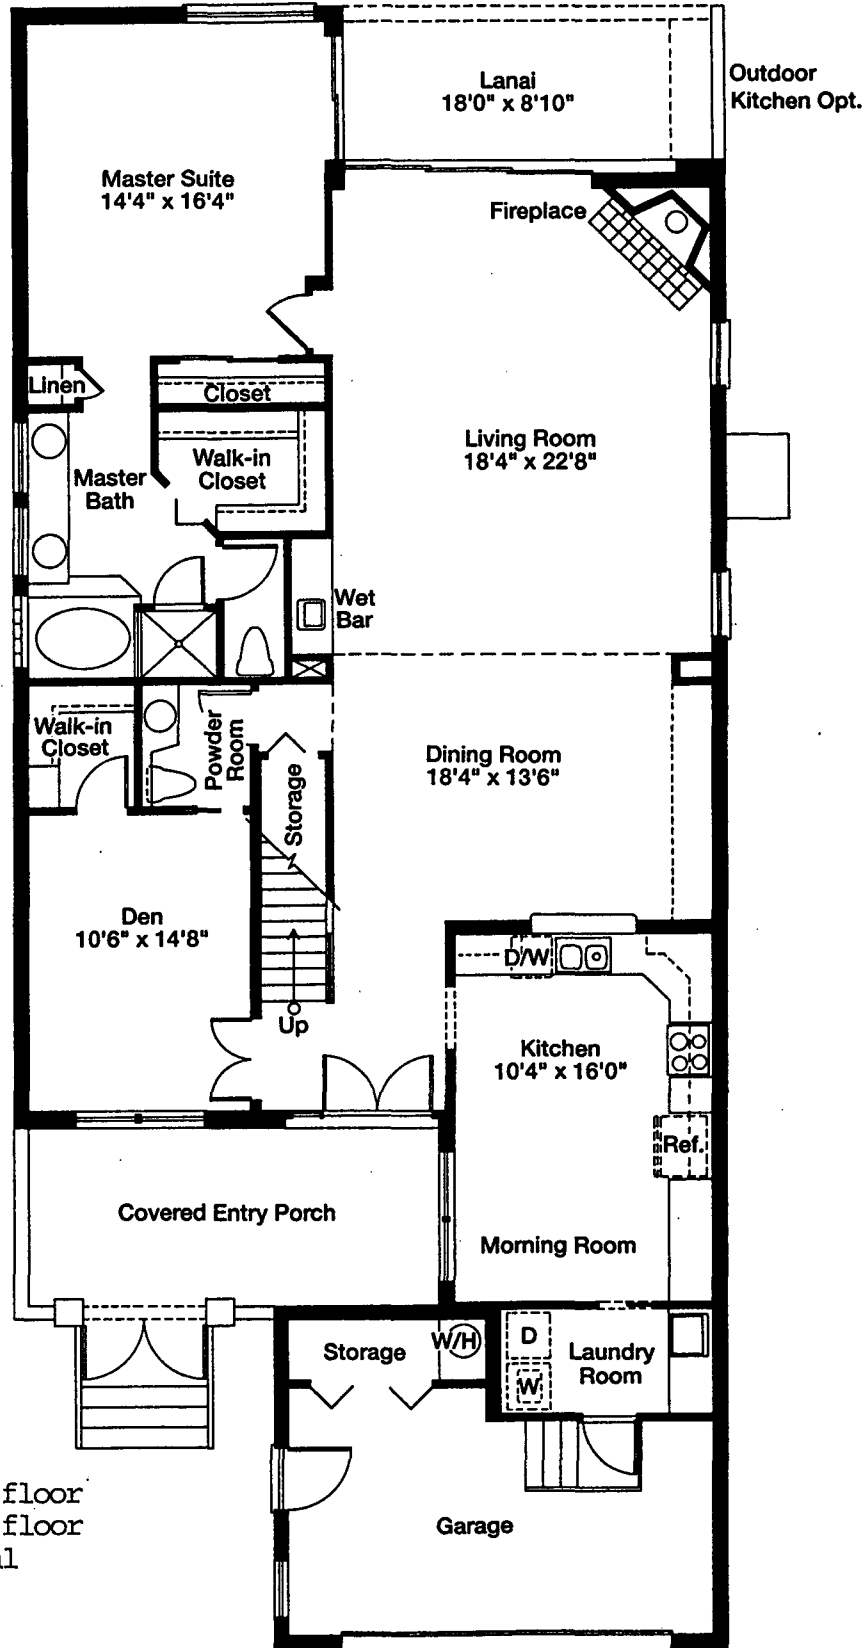 Lanai
18'0" x 8'10"
Outdoor
Kitchen Opt.
Master Suite
14'4" x 16'4"
Fireplace
Linen
Closet
Walk-in
Closet
Master
Bath
Living Room
18'4" x 22'8"
Wet
Bar
Walk-in
Closet
Powder
Room
Storage
Dining Room
18'4" x 13'6"
Den
10'6" x 14'8"
D/W
Up
Kitchen
10'4" x 16'0"
Ref.
Covered Entry Porch
Morning Room
Storage
W/H
D
W
Laundry
Room
floor
floor
Garage